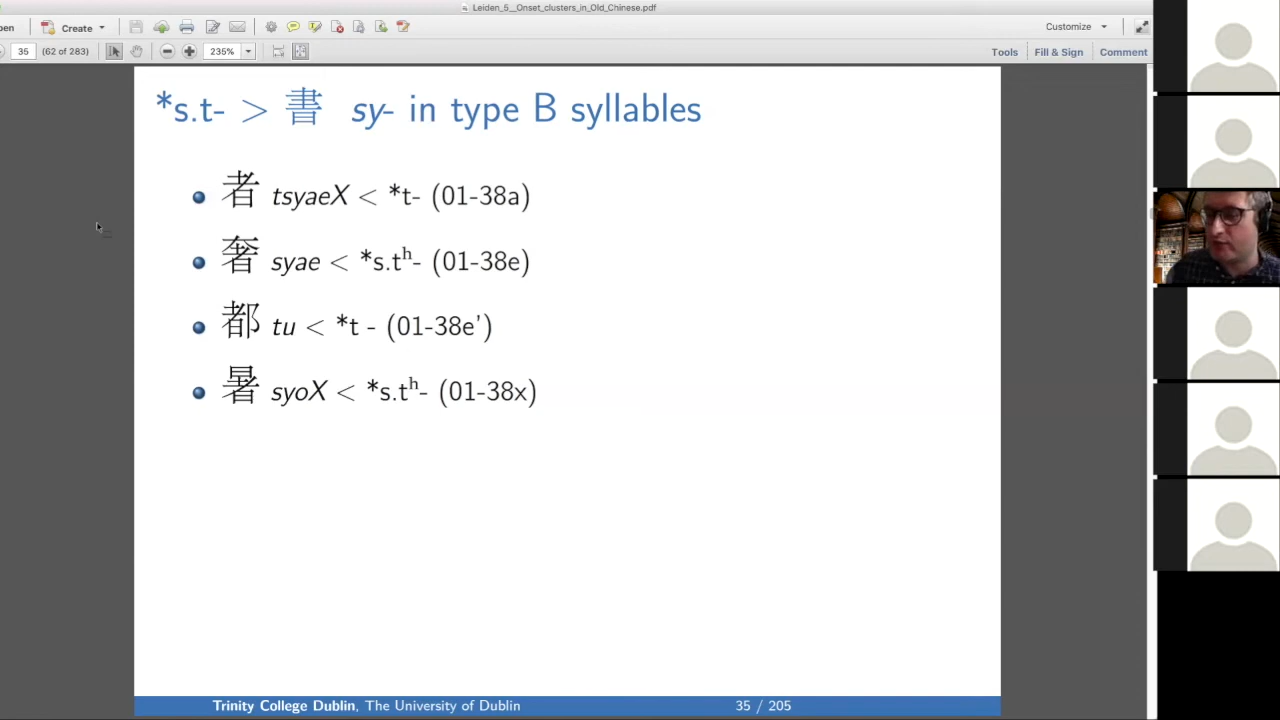 Leiden_5__Onset_clusters_in_Old_Chinese.pdf
pen Create Customize
35 (62 of 283) 235% Tools Fill & Sign Comment
*s.t- > 書 sy- in type B syllables
者 tsyaeX < *t- (01-38a)
奢 syae < *s.tʰ- (01-38e)
都 tu < *t - (01-38e’)
暑 syoX < *s.tʰ- (01-38x)
Trinity College Dublin, The University of Dublin 35 / 205